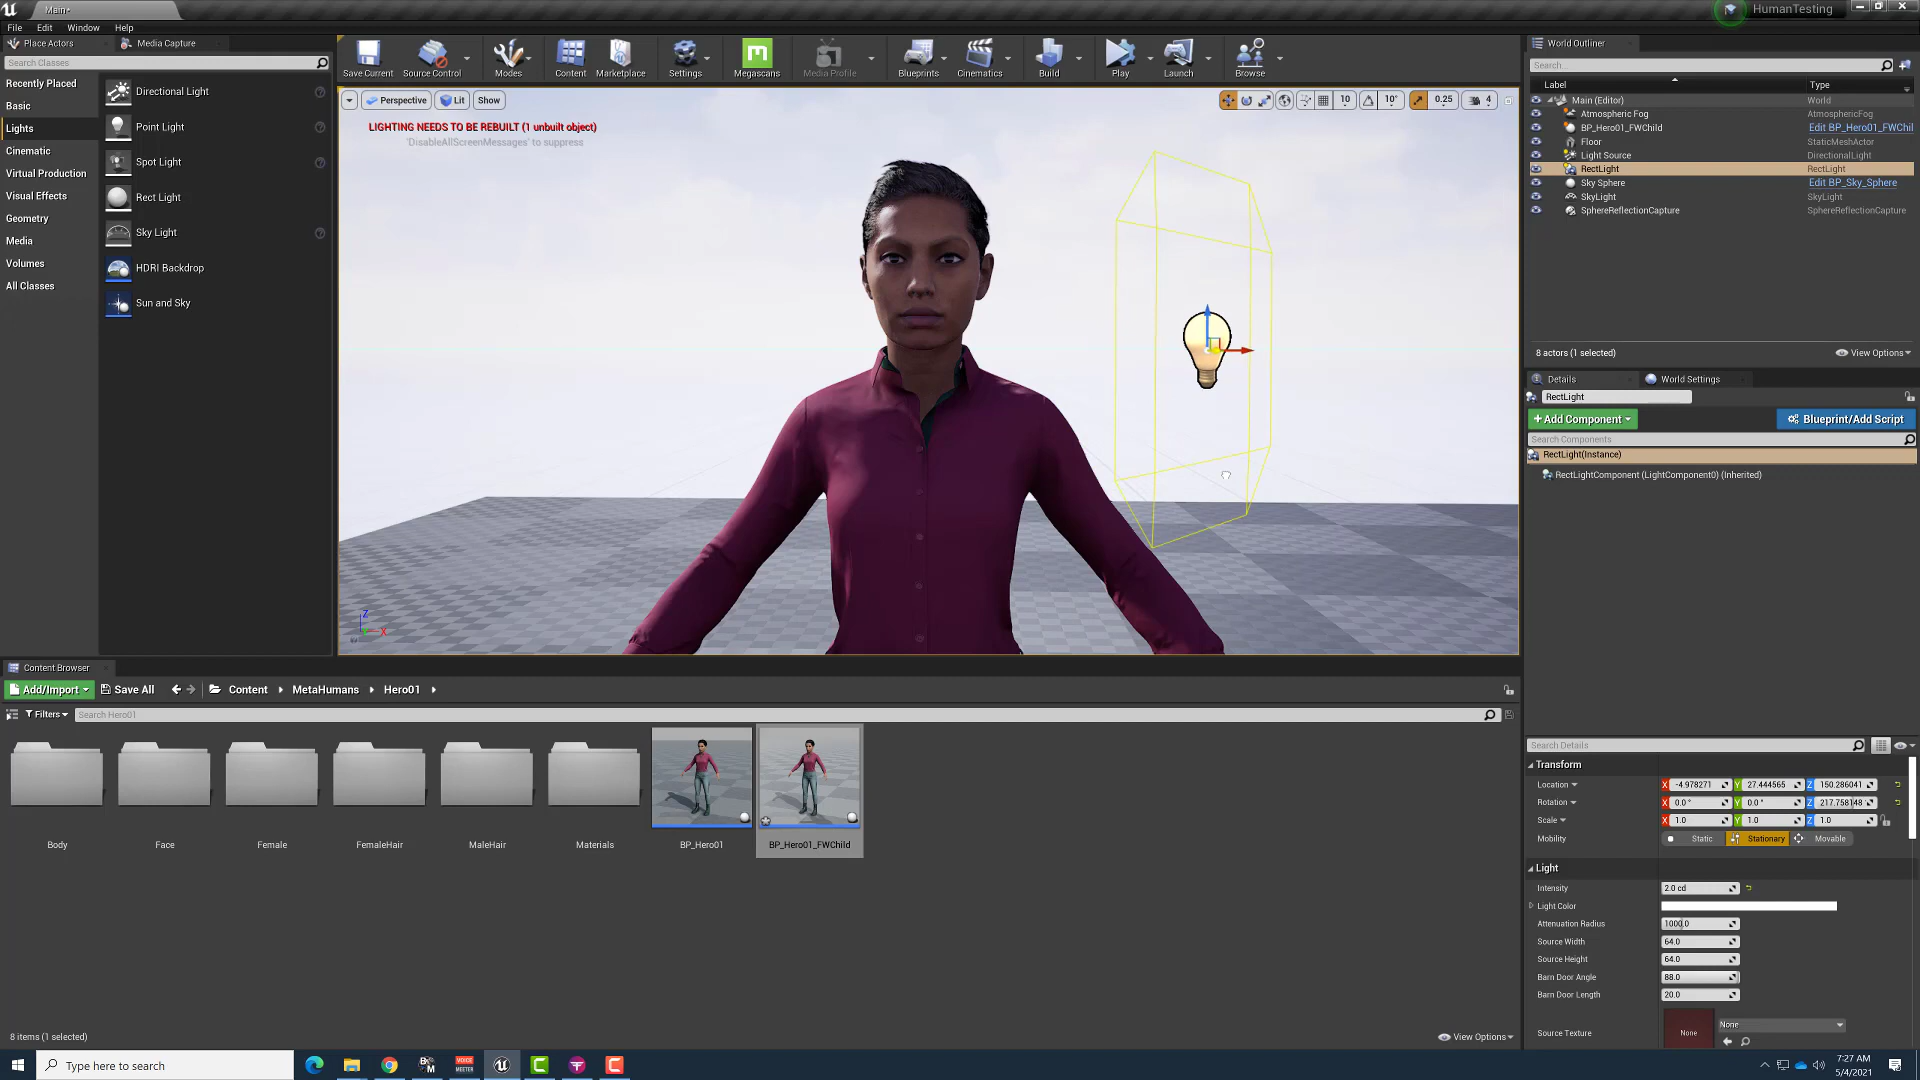 Main*
HumanTesting
File Edit Window Help
Place Actors
Media Capture
Search Classes
Recently Placed
Basic
Lights
Cinematic
Virtual Production
Visual Effects
Geometry
Media
Volumes
All Classes
Directional Light
Point Light
Spot Light
Rect Light
Sky Light
HDRI Backdrop
Sun and Sky
Save Current
Source Control
Modes
Content
Marketplace
Settings
Megascans
Media Profile
Blueprints
Cinematics
Build
Play
Launch
Browse
Perspective
Lit
Show
10
10°
0.25
4
LIGHTING NEEDS TO BE REBUILT (1 unbuilt object)
'DisableAllScreenMessages' to suppress
Z
X
World Outliner
Search...
Label Type
Main (Editor) World
Atmospheric Fog AtmosphericFog
BP_Hero01_FWChild Edit BP_Hero01_FWChil
Floor StaticMeshActor
Light Source DirectionalLight
RectLight RectLight
Sky Sphere Edit BP_Sky_Sphere
SkyLight SkyLight
SphereReflectionCapture SphereReflectionCapture
8 actors (1 selected)
View Options
Details
World Settings
RectLight
+ Add Component
Blueprint/Add Script
Search Components
RectLight(Instance)
RectLightComponent (LightComponent0) (Inherited)
Search Details
Transform
Location X -4.978271 Y 27.444565 Z 150.286041
Rotation X 0.0° Y 0.0° Z 217.758148
Scale X 1.0 Y 1.0 Z 1.0
Mobility Static Stationary Movable
Light
Intensity 2.0 cd
Light Color
Attenuation Radius 1000.0
Source Width 64.0
Source Height 64.0
Barn Door Angle 88.0
Barn Door Length 20.0
Source Texture None None
Content Browser
Add/Import
Save All
Content MetaHumans Hero01
Filters
Search Hero01
Body
Face
Female
FemaleHair
MaleHair
Materials
BP_Hero01
BP_Hero01_FWChild
8 items (1 selected)
View Options
Type here to search
VOICE
MEETER
7:27 AM
5/4/2021